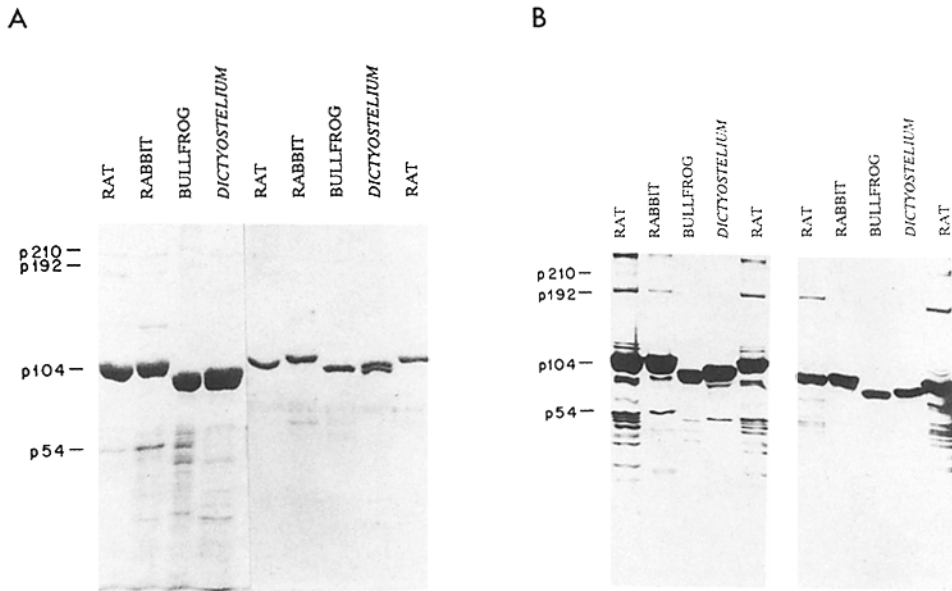 A
B
RAT
RABBIT
BULLFROG
DICTYOSTELIUM
RAT
RABBIT
BULLFROG
DICTYOSTELIUM
RAT
p210
p192
p104
p54
RAT
RABBIT
BULLFROG
DICTYOSTELIUM
RAT
RAT
RABBIT
BULLFROG
DICTYOSTELIUM
RAT
p210
p192
p104
p54